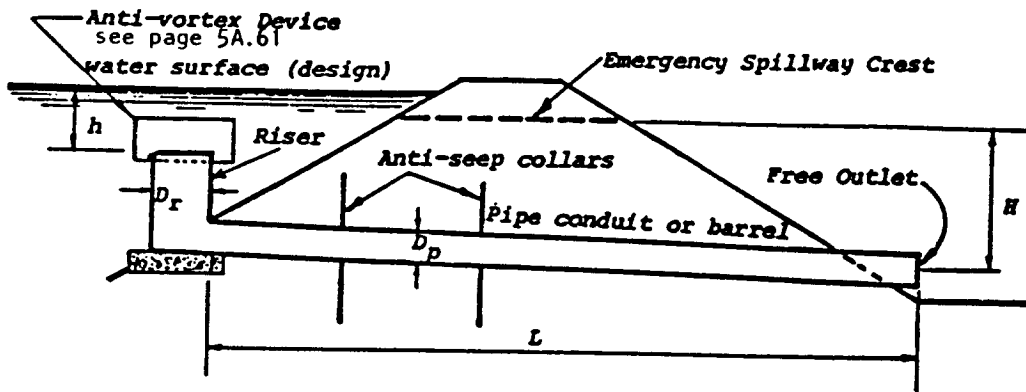 Anti-vortex Device
see page 5A.61
water surface (design)
Emergency Spillway Crest
h
Riser
Anti-seep collars
Free Outlet
H
Dr
Pipe conduit or barrel
Dp
L